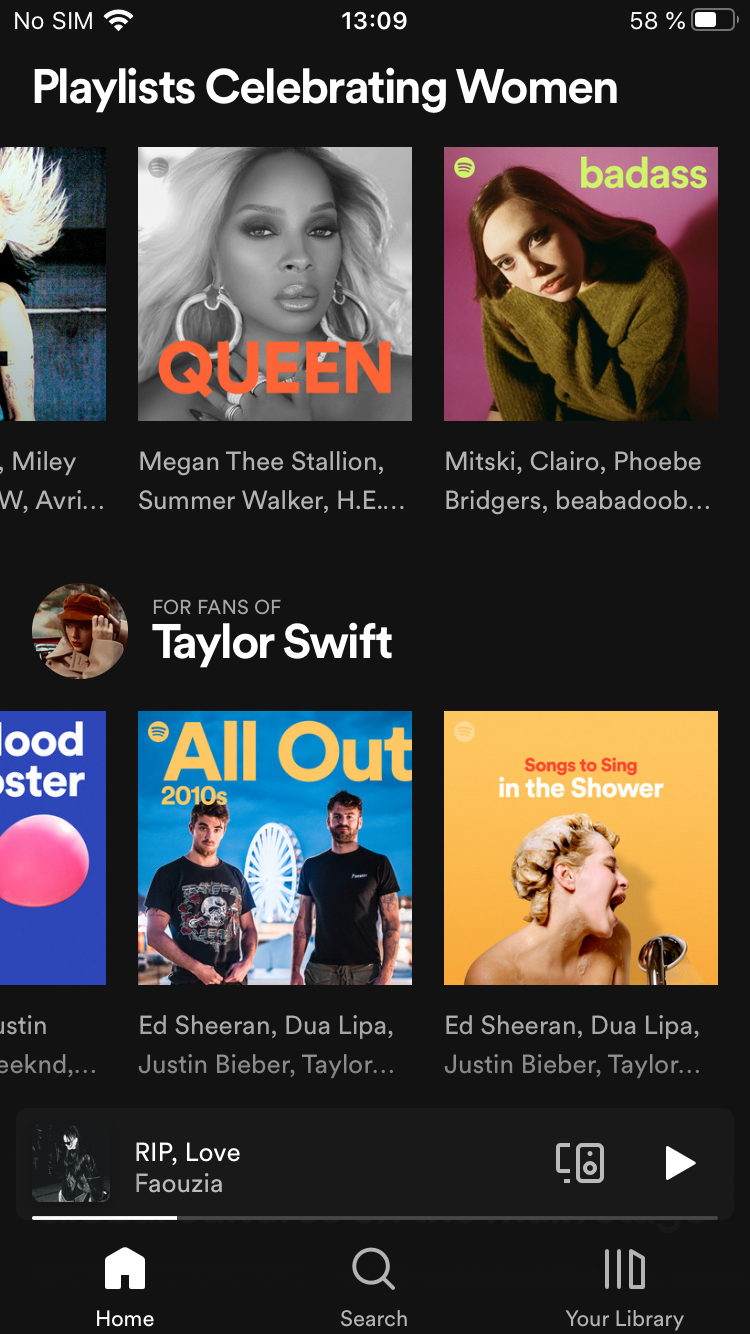 No SIM 13:09 58 %
Playlists Celebrating Women
QUEEN
badass
, Miley
W, Avri...
Megan Thee Stallion,
Summer Walker, H.E....
Mitski, Clairo, Phoebe
Bridgers, beabadoob...
FOR FANS OF
Taylor Swift
lood
oster
All Out
2010s
Songs to Sing
in the Shower
ustin
eeknd,...
Ed Sheeran, Dua Lipa,
Justin Bieber, Taylor...
Ed Sheeran, Dua Lipa,
Justin Bieber, Taylor...
RIP, Love
Faouzia
Home
Search
Your Library